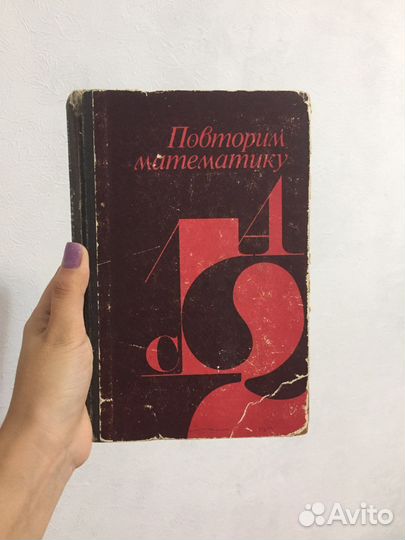 Повторим
математику
A
c
Avito